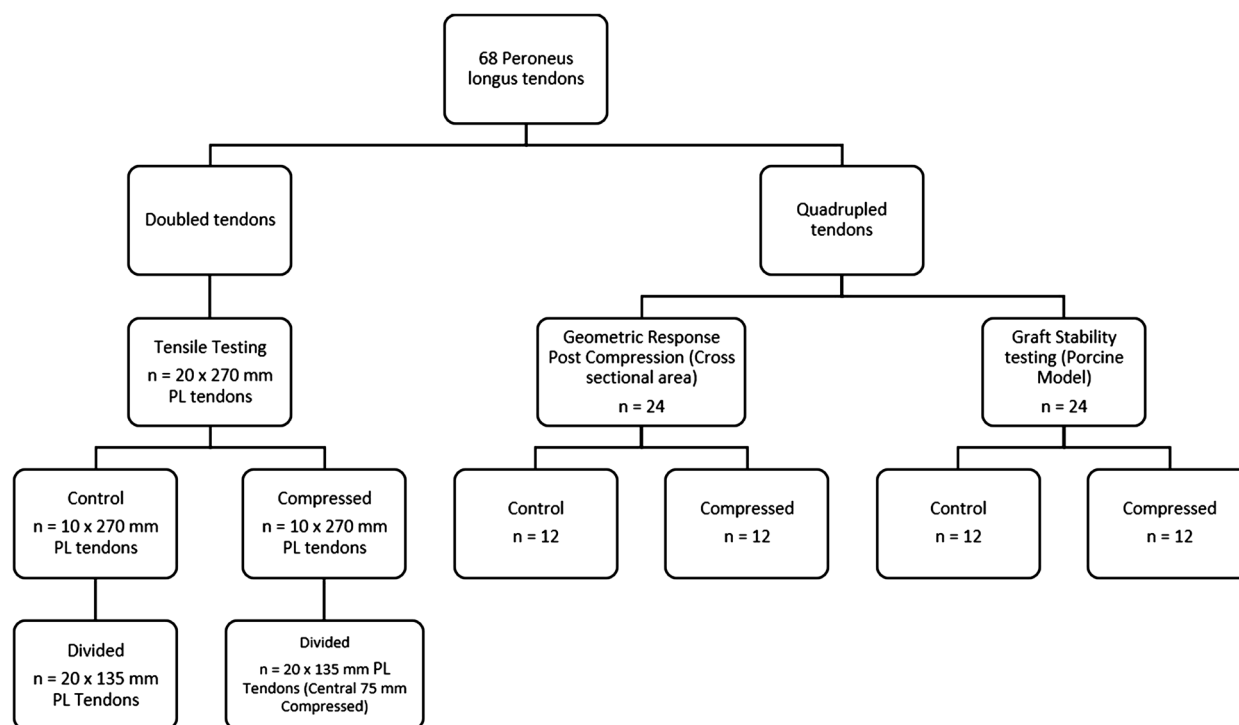 68 Peroneus
longus tendons
Doubled tendons
Quadrupled
tendons
Tensile Testing
n = 20 x 270 mm
PL tendons
Geometric Response
Post Compression (Cross
sectional area)
n = 24
Graft Stability
testing (Porcine
Model)
n = 24
Control
n = 10 x 270 mm
PL tendons
Compressed
n = 10 x 270 mm
PL tendons
Control
n = 12
Compressed
n = 12
Control
n = 12
Compressed
n = 12
Divided
n = 20 x 135 mm
PL Tendons
Divided
n = 20 x 135 mm PL
Tendons (Central 75 mm
Compressed)